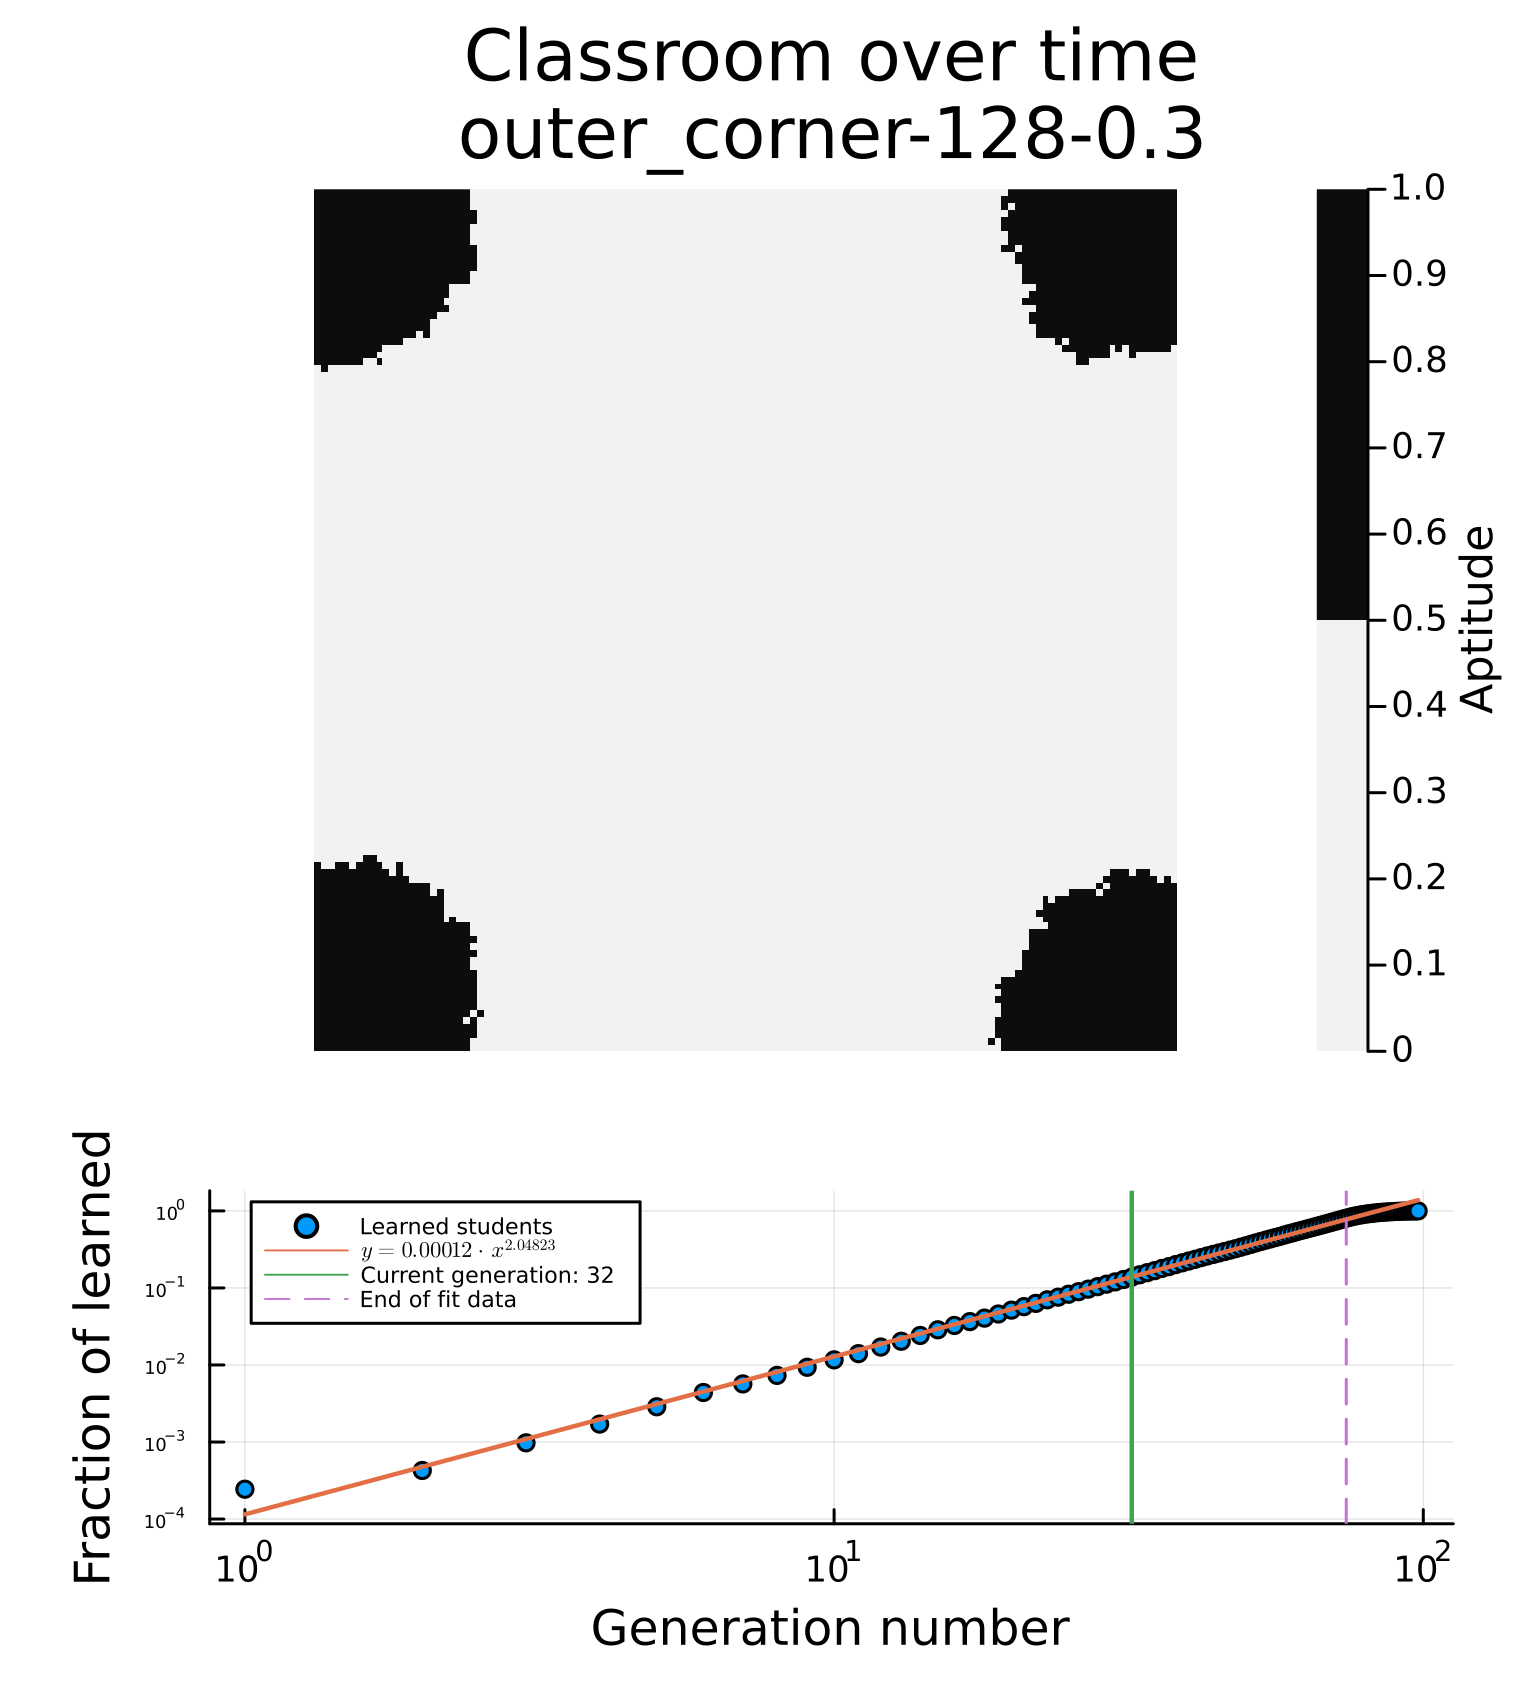 Classroom over time
outer_corner-128-0.3
1.0
0.9
0.8
0.7
0.6
0.5
0.4
0.3
0.2
0.1
0
Aptitude
Fraction of learned
10^0
10^-1
10^-2
10^-3
10^-4
Learned students
y = 0.00012 · x^2.04823
Current generation: 32
End of fit data
10^0 10^1 10^2
Generation number